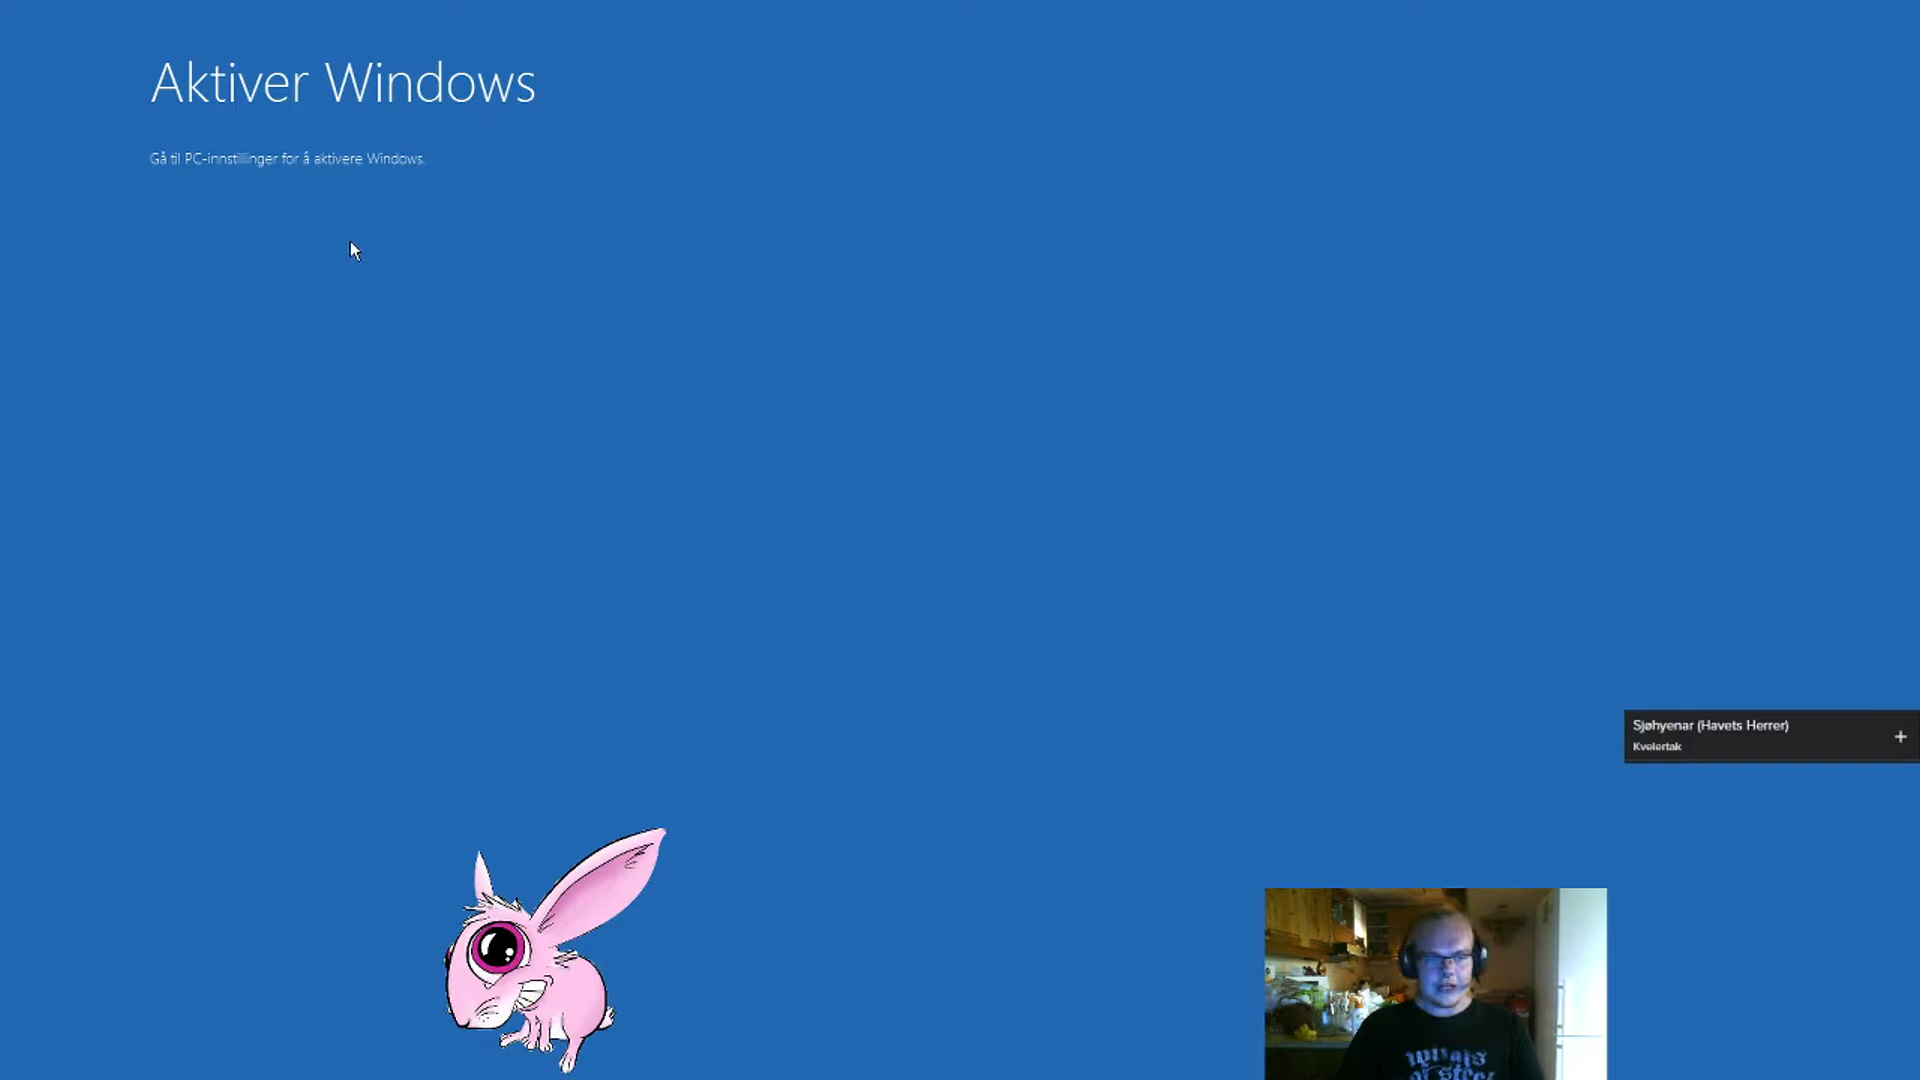 Aktiver Windows
Gå til PC-innstillinger for å aktivere Windows.
Sjøhyenar (Havets Herrer)
Kvelertak